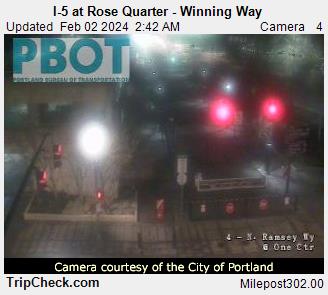 I-5 at Rose Quarter - Winning Way
Updated Feb 02 2024 2:42 AM Camera 4
PBOT
PORTLAND BUREAU OF TRANSPORTATION
4 - N. Ramsey Wy
@ One Ctr
Camera courtesy of the City of Portland
TripCheck.com Milepost302.00